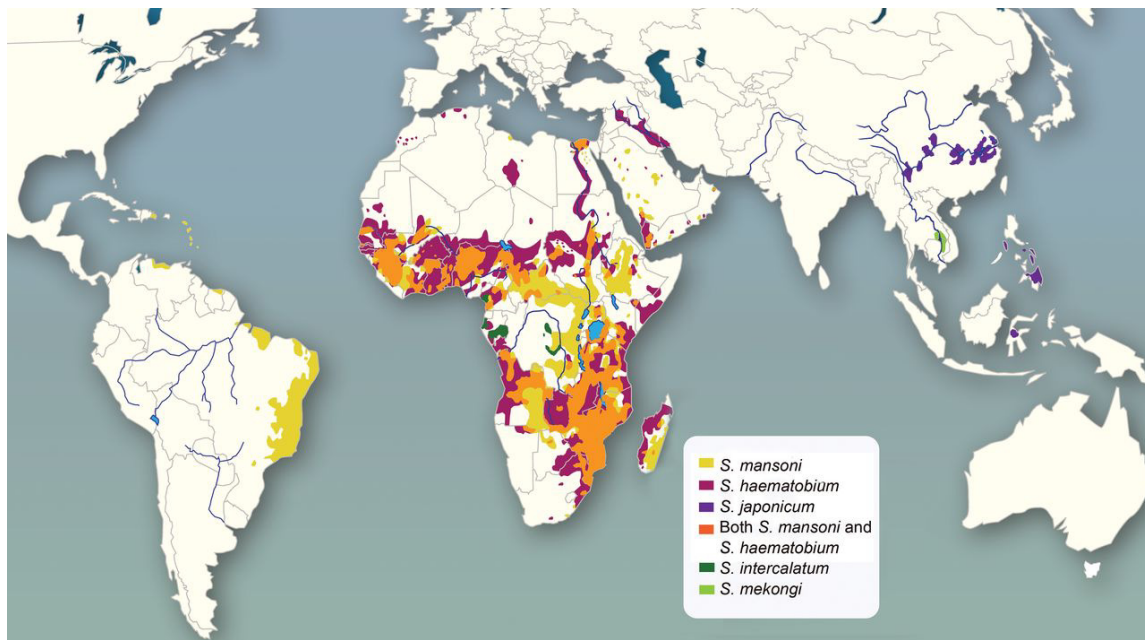 S. mansoni
S. haematobium
S. japonicum
Both S. mansoni and
S. haematobium
S. intercalatum
S. mekongi